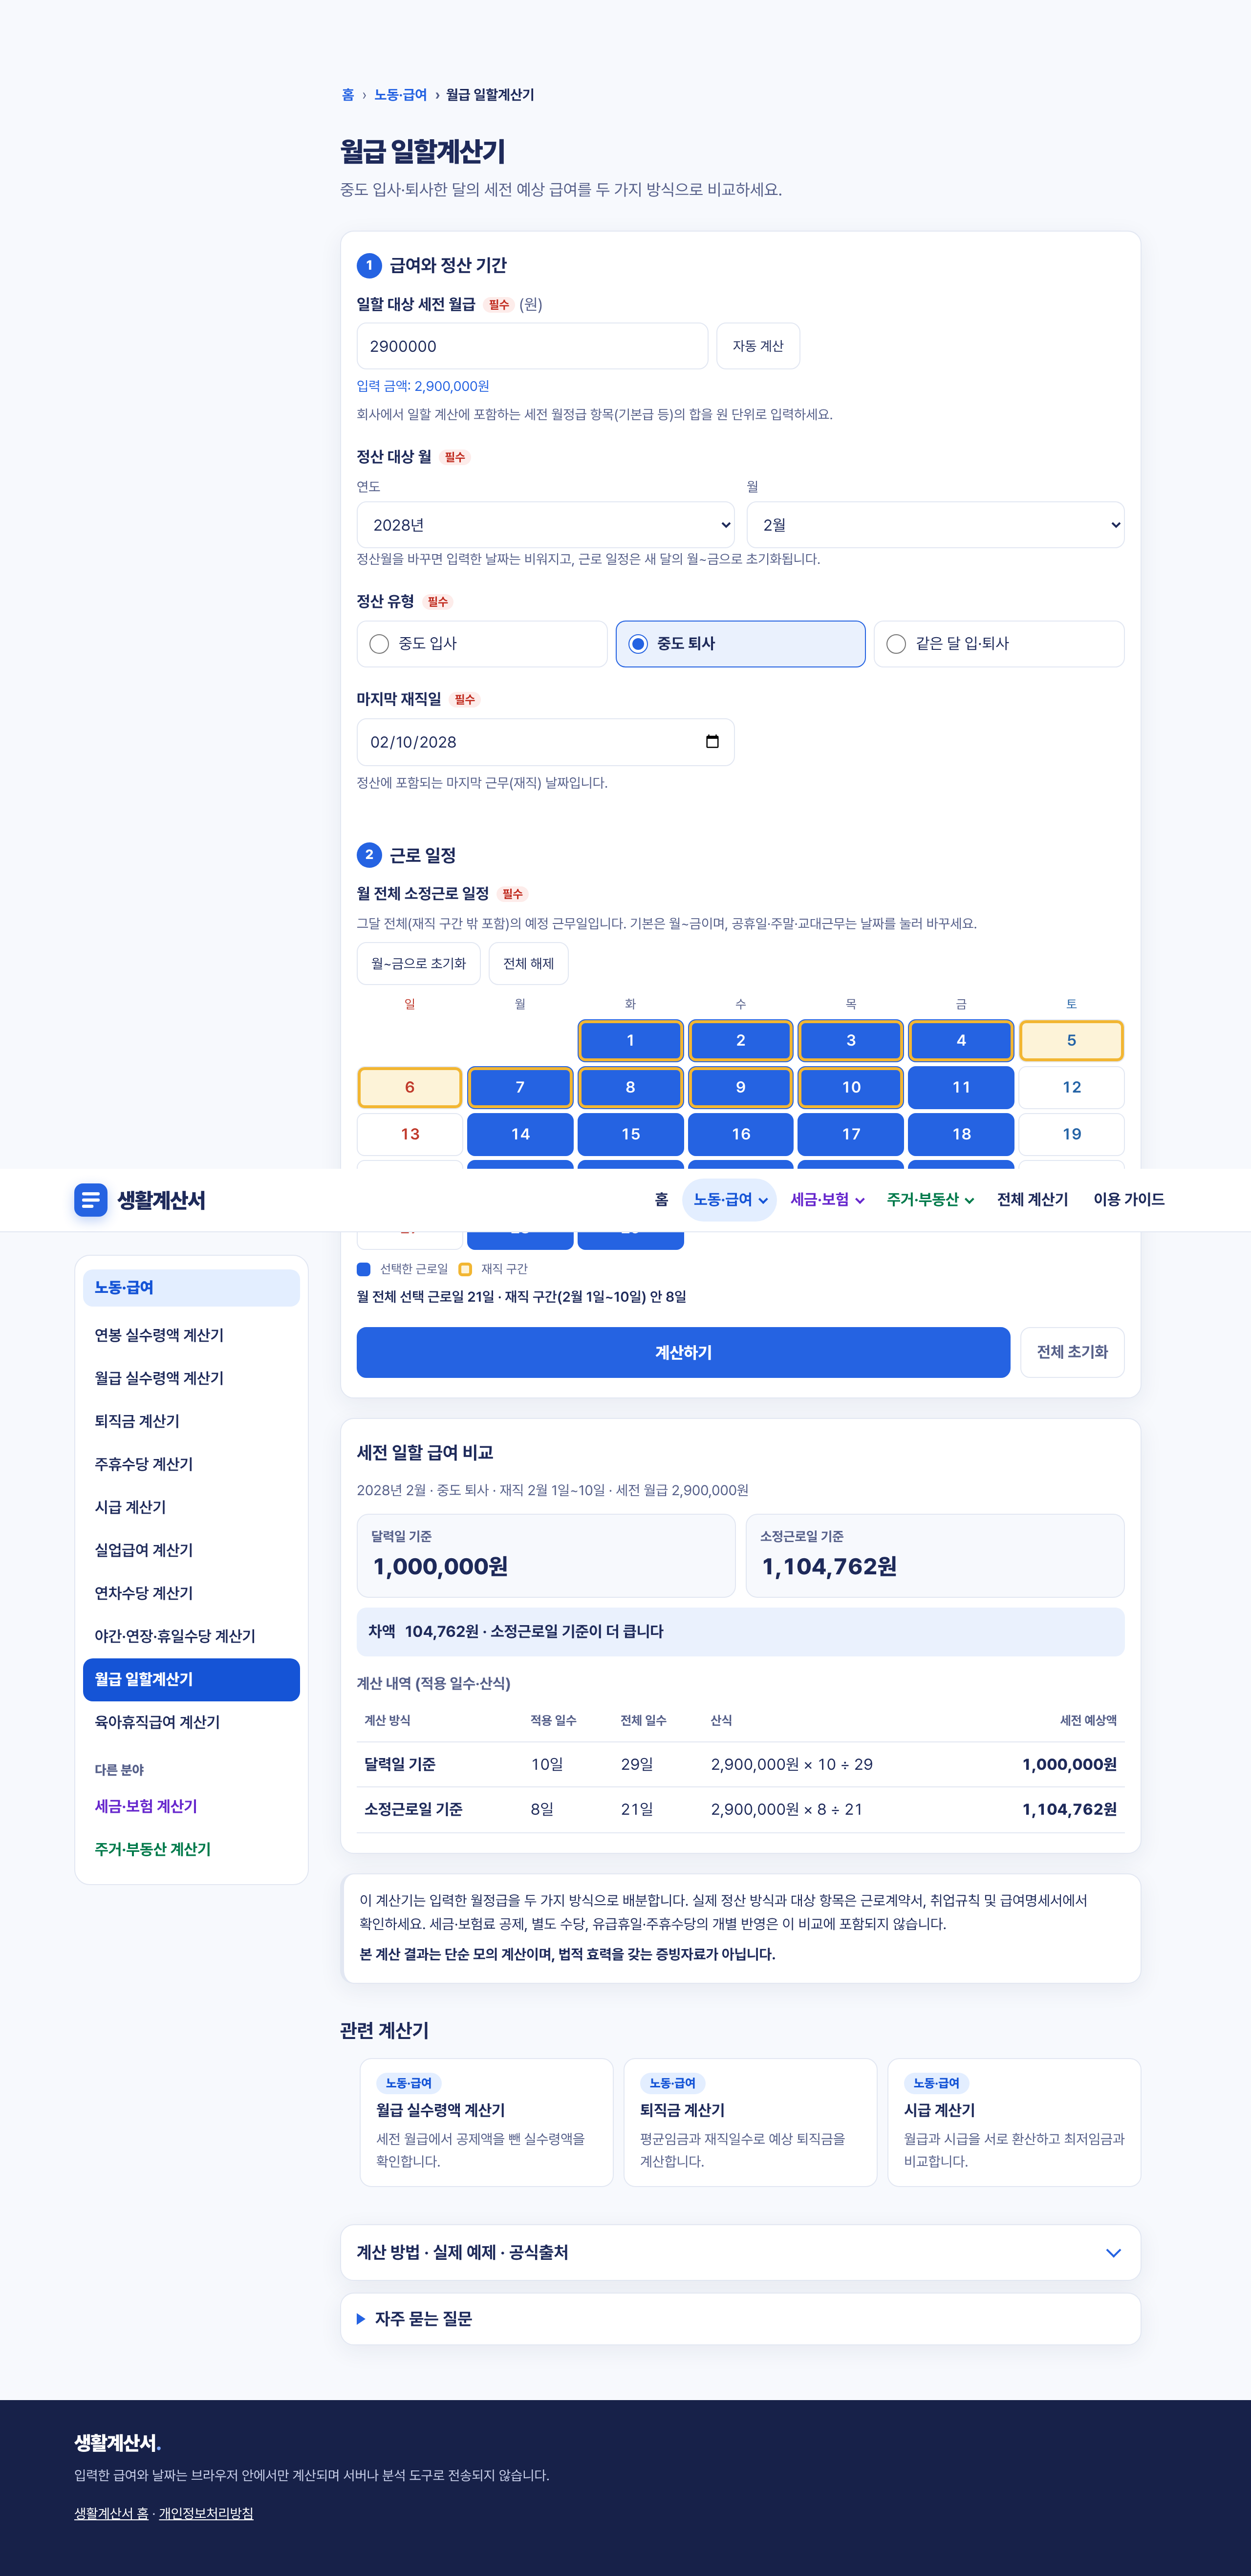 홈 › 노동·급여 › 월급 일할계산기
월급 일할계산기
중도 입사·퇴사한 달의 세전 예상 급여를 두 가지 방식으로 비교하세요.
1 급여와 정산 기간
일할 대상 세전 월급 필수 (원)
2900000 자동 계산
입력 금액: 2,900,000원
회사에서 일할 계산에 포함하는 세전 월정급 항목(기본급 등)의 합을 원 단위로 입력하세요.
정산 대상 월 필수
연도 월
2028년 2월
정산월을 바꾸면 입력한 날짜는 비워지고, 근로 일정은 새 달의 월~금으로 초기화됩니다.
정산 유형 필수
중도 입사 중도 퇴사 같은 달 입·퇴사
마지막 재직일 필수
02/10/2028
정산에 포함되는 마지막 근무(재직) 날짜입니다.
2 근로 일정
월 전체 소정근로 일정 필수
그달 전체(재직 구간 밖 포함)의 예정 근무일입니다. 기본은 월~금이며, 공휴일·주말·교대근무는 날짜를 눌러 바꾸세요.
월~금으로 초기화 전체 해제
일 월 화 수 목 금 토
1 2 3 4 5
6 7 8 9 10 11 12
13 14 15 16 17 18 19
생활계산서 홈 노동·급여 세금·보험 주거·부동산 전체 계산기 이용 가이드
선택한 근로일 재직 구간
월 전체 선택 근로일 21일 · 재직 구간(2월 1일~10일) 안 8일
계산하기 전체 초기화
노동·급여
연봉 실수령액 계산기
월급 실수령액 계산기
퇴직금 계산기
주휴수당 계산기
시급 계산기
실업급여 계산기
연차수당 계산기
야간·연장·휴일수당 계산기
월급 일할계산기
육아휴직급여 계산기
다른 분야
세금·보험 계산기
주거·부동산 계산기
세전 일할 급여 비교
2028년 2월 · 중도 퇴사 · 재직 2월 1일~10일 · 세전 월급 2,900,000원
달력일 기준 소정근로일 기준
1,000,000원 1,104,762원
차액 104,762원 · 소정근로일 기준이 더 큽니다
계산 내역 (적용 일수·산식)
계산 방식 적용 일수 전체 일수 산식 세전 예상액
달력일 기준 10일 29일 2,900,000원 × 10 ÷ 29 1,000,000원
소정근로일 기준 8일 21일 2,900,000원 × 8 ÷ 21 1,104,762원
이 계산기는 입력한 월정급을 두 가지 방식으로 배분합니다. 실제 정산 방식과 대상 항목은 근로계약서, 취업규칙 및 급여명세서에서
확인하세요. 세금·보험료 공제, 별도 수당, 유급휴일·주휴수당의 개별 반영은 이 비교에 포함되지 않습니다.
본 계산 결과는 단순 모의 계산이며, 법적 효력을 갖는 증빙자료가 아닙니다.
관련 계산기
노동·급여 노동·급여 노동·급여
월급 실수령액 계산기 퇴직금 계산기 시급 계산기
세전 월급에서 공제액을 뺀 실수령액을 평균임금과 재직일수로 예상 퇴직금을 월급과 시급을 서로 환산하고 최저임금과
확인합니다. 계산합니다. 비교합니다.
계산 방법 · 실제 예제 · 공식출처
자주 묻는 질문
생활계산서.
입력한 급여와 날짜는 브라우저 안에서만 계산되며 서버나 분석 도구로 전송되지 않습니다.
생활계산서 홈 · 개인정보처리방침